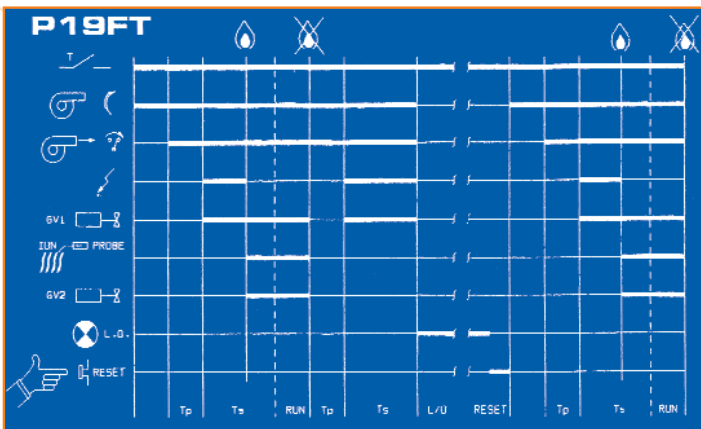 P19FT
T
GV1
ION PROBE
GV2
L.O.
RESET
Tp Ts RUN Tp Ts L/O RESET Tp Ts RUN